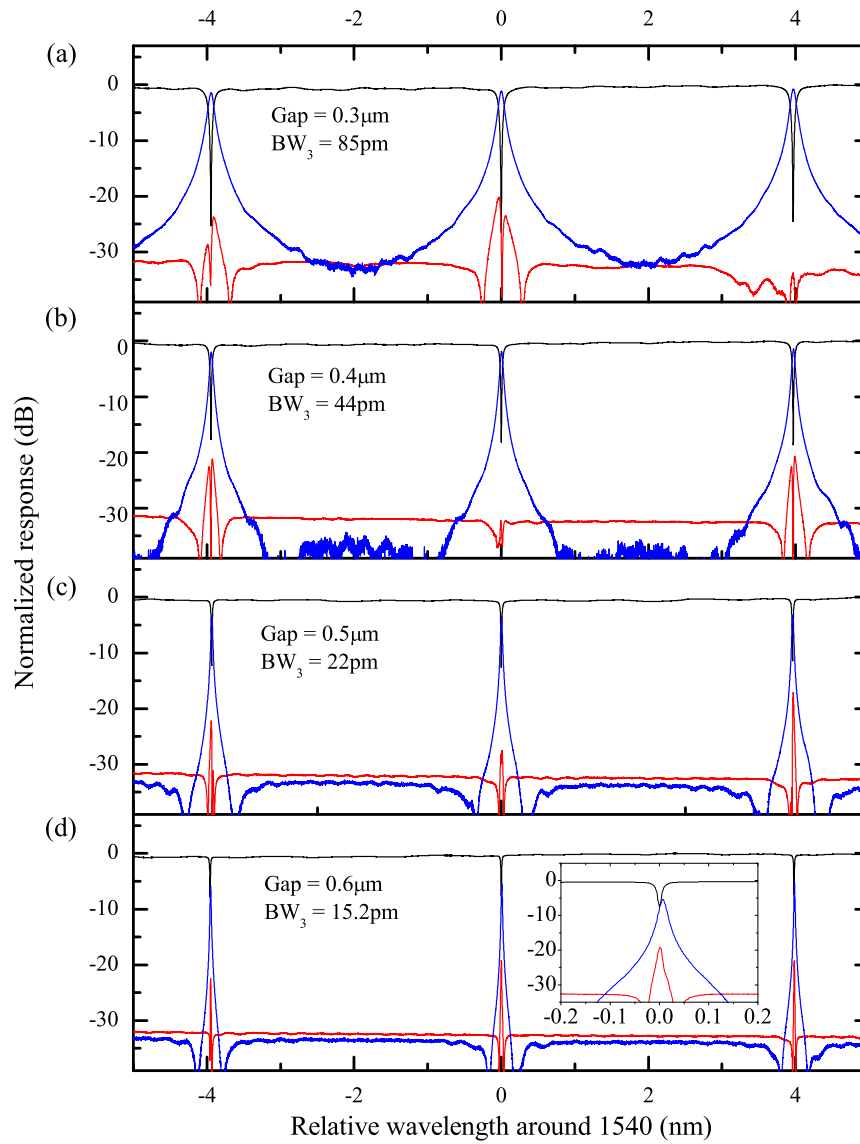 -4 -2 0 2 4
(a)
0
Gap = 0.3μm
-10
BW3 = 85pm
-20
-30
(b)
0
Gap = 0.4μm
-10
BW3 = 44pm
-20
-30
Normalized response (dB)
(c)
0
Gap = 0.5μm
-10
BW3 = 22pm
-20
-30
(d)
0
Gap = 0.6μm
-10
BW3 = 15.2pm
-20
-30
0
-10
-20
-30
-0.2 -0.1 0.0 0.1 0.2
-4 -2 0 2 4
Relative wavelength around 1540 (nm)